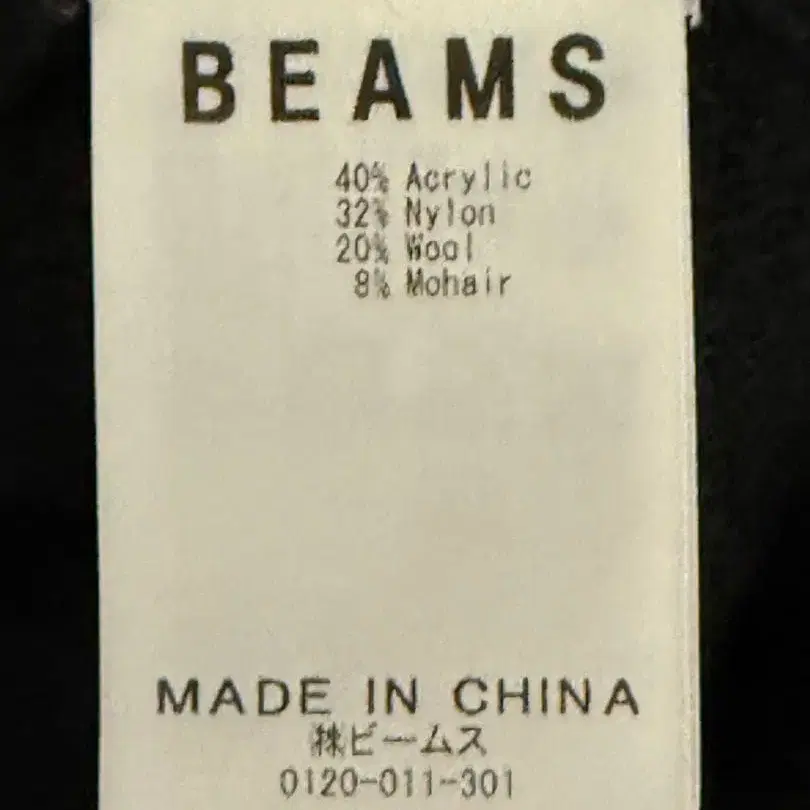 BEAMS
40% Acrylic
32% Nylon
20% Wool
8% Mohair
MADE IN CHINA
㈱ビームス
0120-011-301